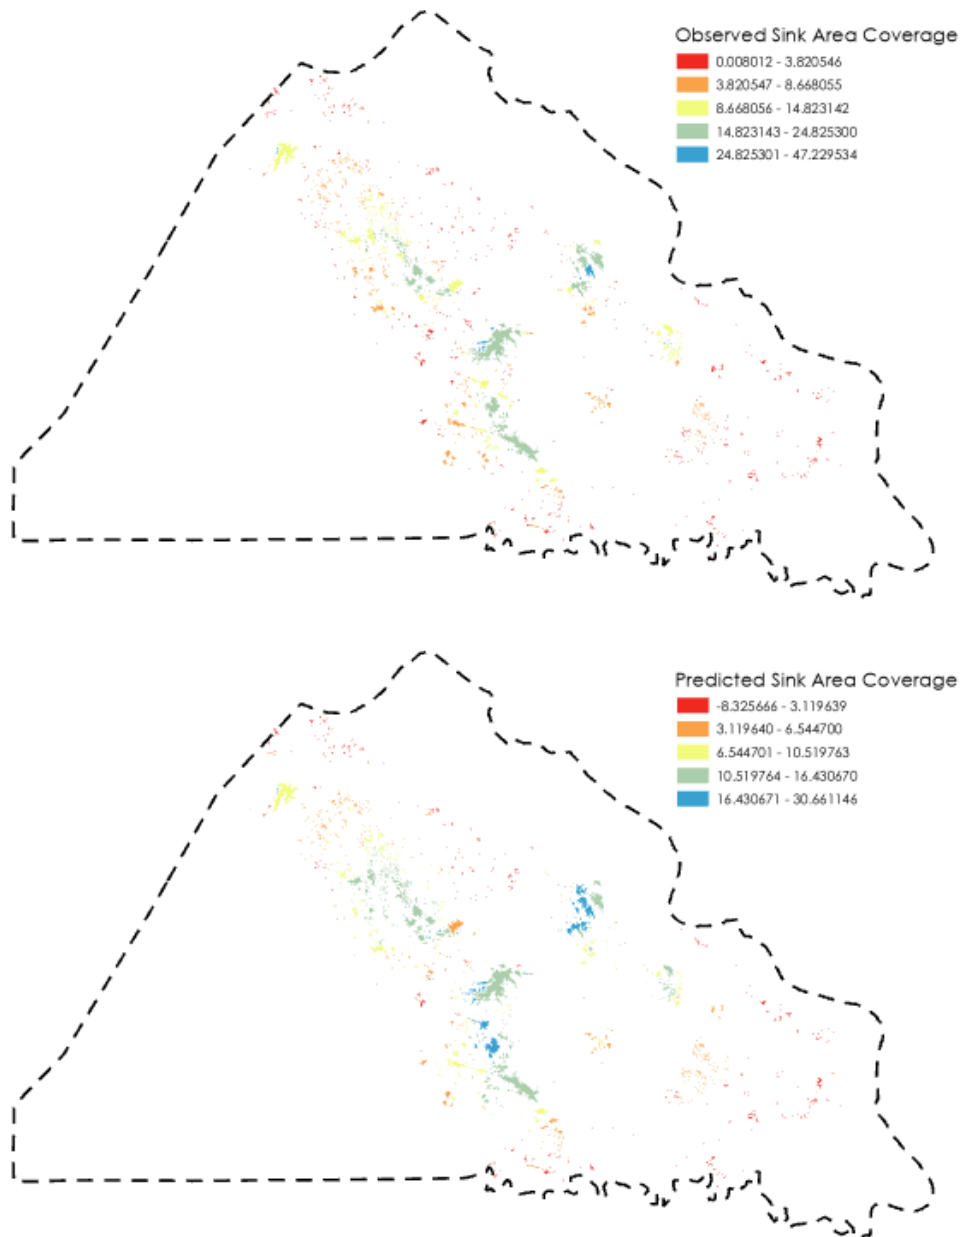 Observed Sink Area Coverage
0.008012 - 3.820546
3.820547 - 8.668055
8.668056 - 14.823142
14.823143 - 24.825300
24.825301 - 47.229534
Predicted Sink Area Coverage
-8.325666 - 3.119639
3.119640 - 6.544700
6.544701 - 10.519763
10.519764 - 16.430670
16.430671 - 30.661146